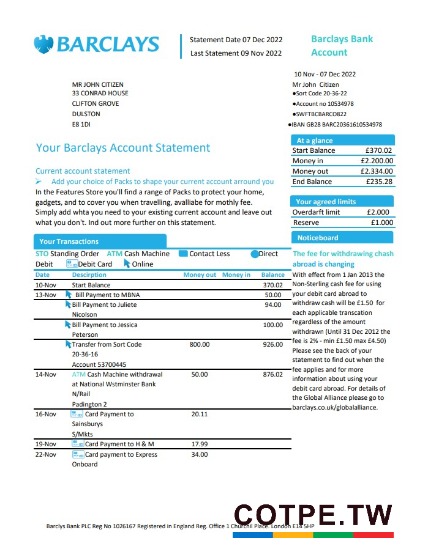 BARCLAYS
Statement Date 07 Dec 2022
Last Statement 09 Nov 2022
Barclays Bank
Account
MR JOHN CITIZEN
33 CONRAD HOUSE
CLIFTON GROVE
DULSTON
E8 1DI
10 Nov - 07 Dec 2022
Mr John Citizen
●Sort Code 20-36-22
●Account no 10534978
●SWFTBCBARCOB22
●IBAN GB28 BARC20361610534978
Your Barclays Account Statement
Current account statement
➢ Add your choice of Packs to shape your current account arround you
In the Features Store you'll find a range of Packs to protect your home,
gadgets, and to cover you when travelling, availlabe for mothly fee.
Simply add whta you need to your existing current account and leave out
what you don't. Ind out more further on this statement.
At a glance
Start Balance £370.02
Money in £2.200.00
Money out £2.334.00
End Balance £235.28
Your agreed limits
Overdarft limit £2.000
Reserve £1.000
Noticeboard
Your Transactions
STO Standing Order ATM Cash Machine Contact Less Direct
Debit Debit Card Online
Date Descirption Money out Money in Balance
10-Nov Start Balance 370.02
13-Nov Bill Payment to MBNA 50.00
Bill Payment to Juliete 94.00
Nicolson
Bill Payment to Jessica 100.00
Peterson
Transfer from Sort Code 800.00 926.00
20-36-16
Account 53700445
14-Nov ATM Cash Machine withdrawal 50.00 876.02
at National Wstminster Bank
N/Rail
Padington 2
16-Nov Card Payment to 20.11
Sainsburys
S/Mkts
19-Nov Card Payment to H & M 17.99
22-Nov Card payment to Express 34.00
Onboard
The fee for withdrawing chash
abroad is changing
With effect from 1 Jan 2013 the
Non-Sterling cash fee for using
your debit card abroad to
withdraw cash will be £1.50 for
each applicable transcation
regardless of the amount
withdrawn (Until 31 Dec 2012 the
fee is 2% - min £1.50 max £4.50)
Please see the back of your
statement to find out when the
fee applies and for more
information about using your
debit card abroad. For details of
the Global Alliance please go to
barclays.co.uk/globalalliance.
Barclys Bank PLC Reg No 1026167 Registered in England Reg. Office 1 Churchil Place. London E14 5HP
COTPE.TW